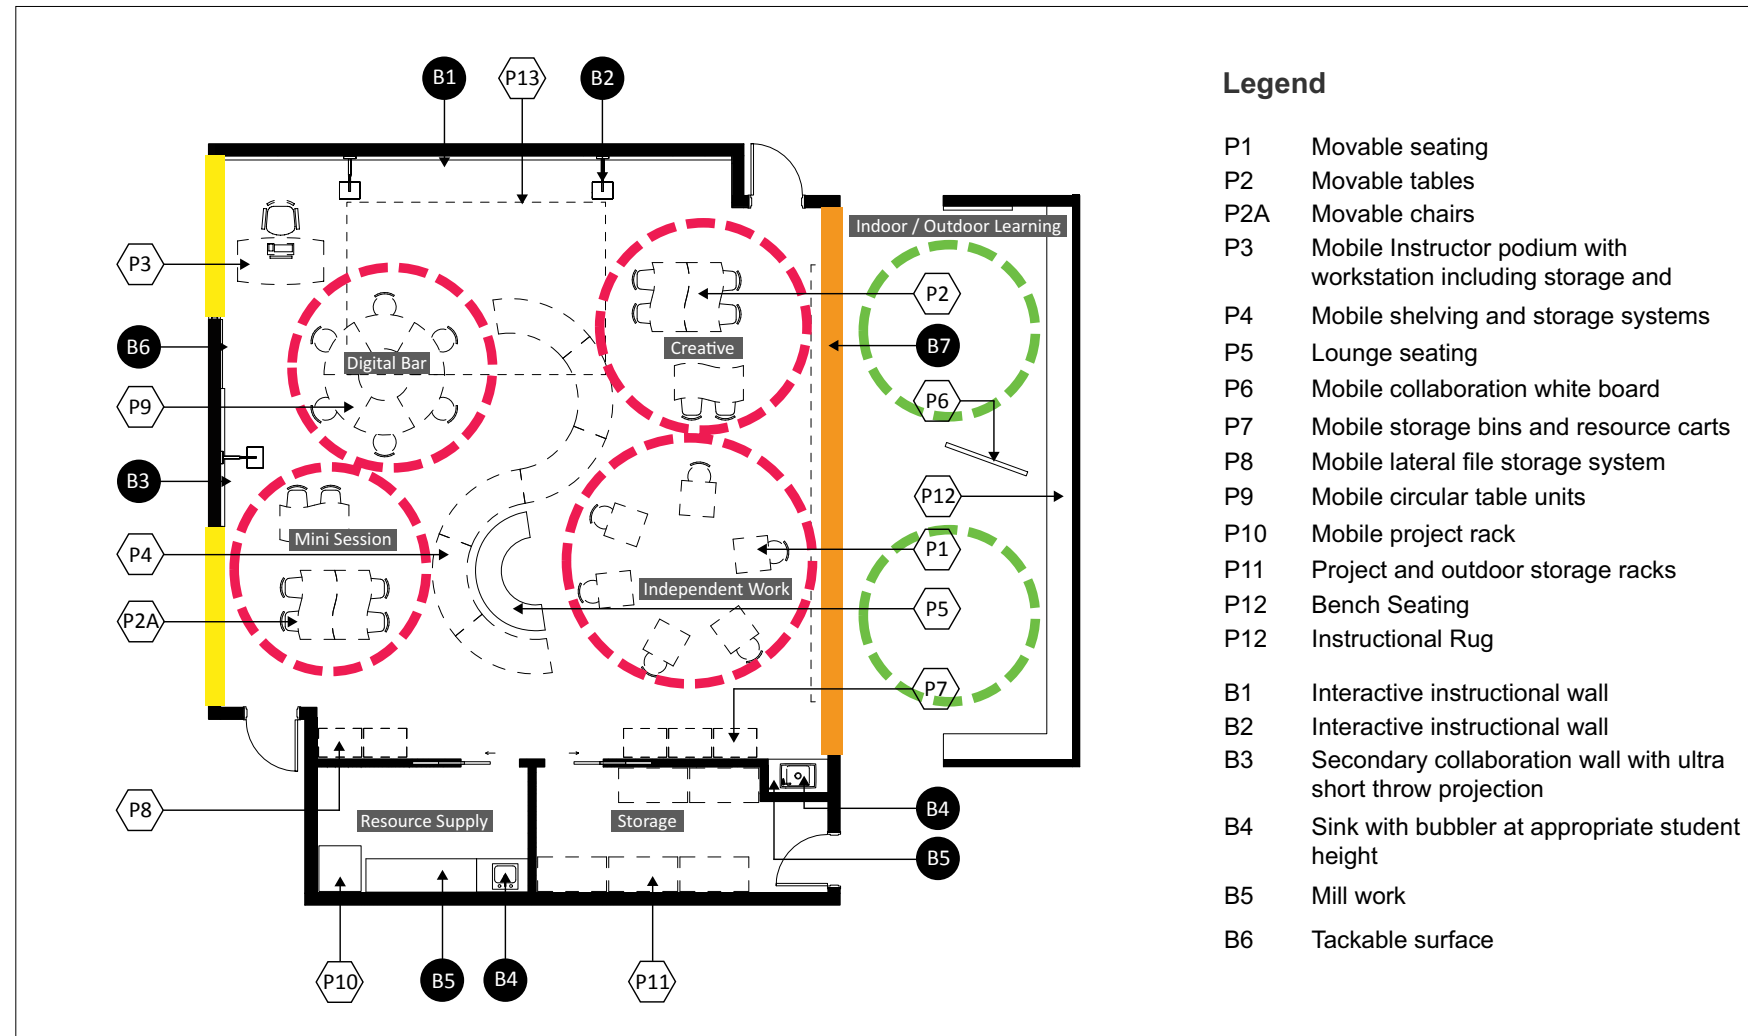 B1
P13
B2
Legend
P1 Movable seating
P2 Movable tables
P2A Movable chairs
P3 Mobile Instructor podium with
workstation including storage and
P4 Mobile shelving and storage systems
P5 Lounge seating
P6 Mobile collaboration white board
P7 Mobile storage bins and resource carts
P8 Mobile lateral file storage system
P9 Mobile circular table units
P10 Mobile project rack
P11 Project and outdoor storage racks
P12 Bench Seating
P12 Instructional Rug
B1 Interactive instructional wall
B2 Interactive instructional wall
B3 Secondary collaboration wall with ultra
short throw projection
B4 Sink with bubbler at appropriate student
height
B5 Mill work
B6 Tackable surface
Indoor / Outdoor Learning
P3
P2
B6
Creative
B7
Digital Bar
P9
P6
B3
P12
Mini Session
P4
P1
Independent Work
P5
P2A
P7
P8
Resource Supply
Storage
B4
B5
P10
B5
B4
P11